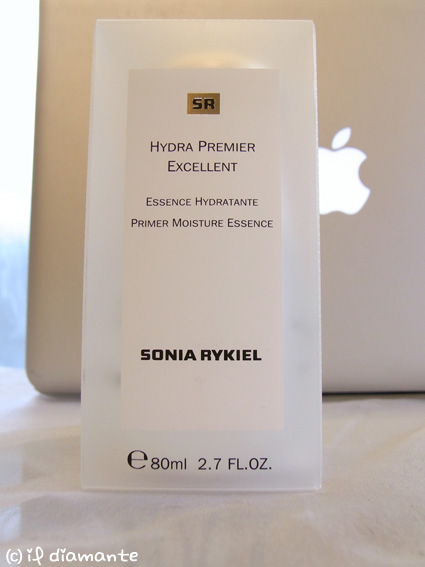 SR
HYDRA PREMIER
EXCELLENT
ESSENCE HYDRATANTE
PRIMER MOISTURE ESSENCE
SONIA RYKIEL
℮80ml 2.7 FL.OZ.
(c) if diamante